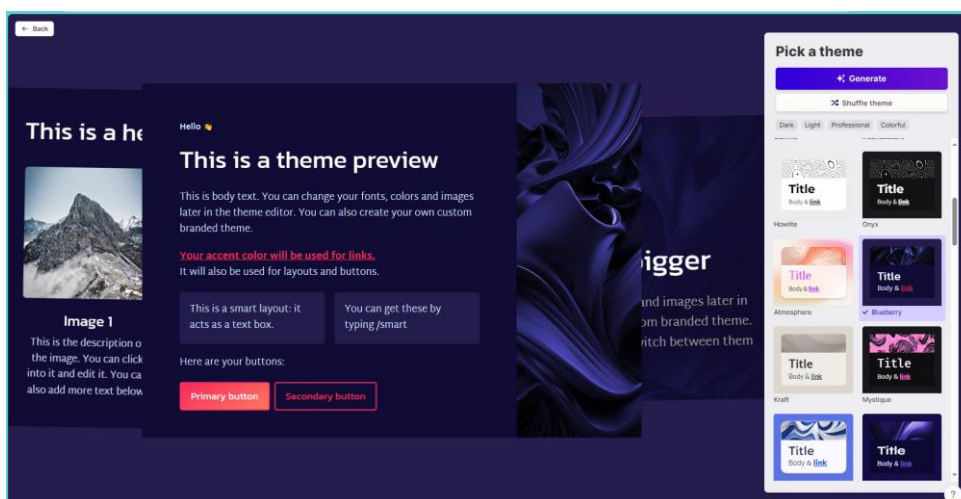 ← Back
This is a he
Image 1
This is the description o
the image. You can click
into it and edit it. You ca
also add more text below
Hello 👋
This is a theme preview
This is body text. You can change your fonts, colors and images
later in the theme editor. You can also create your own custom
branded theme.
Your accent color will be used for links.
It will also be used for layouts and buttons.
This is a smart layout: it
acts as a text box.
You can get these by
typing /smart
Here are your buttons:
Primary button
Secondary button
igger
and images later in
om branded theme.
witch between them
Pick a theme
Generate
Shuffle theme
Dark Light Professional Colorful
Title
Body & link
Howlite
Title
Body & link
Onyx
Title
Body & link
Atmosphere
Title
Body & link
✓ Blueberry
Title
Body & link
Kraft
Title
Body & link
Mystique
Title
Body & link
Title
Body & link
?